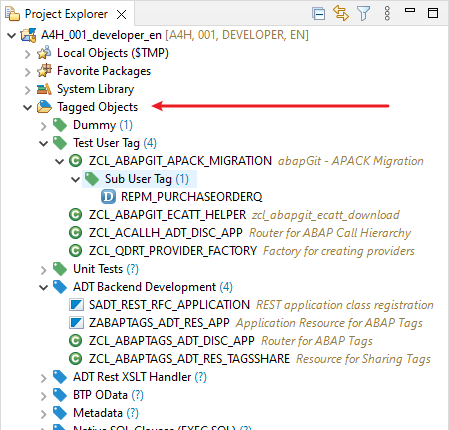 Project Explorer
A4H_001_developer_en [A4H, 001, DEVELOPER, EN]
Local Objects ($TMP)
Favorite Packages
System Library
Tagged Objects
Dummy (1)
Test User Tag (4)
ZCL_ABAPGIT_APACK_MIGRATION abapGit - APACK Migration
Sub User Tag (1)
D REPM_PURCHASEORDERQ
C ZCL_ABAPGIT_ECATT_HELPER zcl_abapgit_ecatt_download
C ZCL_ACALLH_ADT_DISC_APP Router for ABAP Call Hierarchy
C ZCL_QDRT_PROVIDER_FACTORY Factory for creating providers
Unit Tests (?)
ADT Backend Development (4)
SADT_REST_RFC_APPLICATION REST application class registration
ZABAPTAGS_ADT_RES_APP Application Resource for ABAP Tags
C ZCL_ABAPTAGS_ADT_DISC_APP Router for ABAP Tags
C ZCL_ABAPTAGS_ADT_RES_TAGSSHARE Resource for Sharing Tags
ADT Rest XSLT Handler (?)
BTP OData (?)
Metadata (?)
Native SQL Clauses (EXEC SQL) (?)